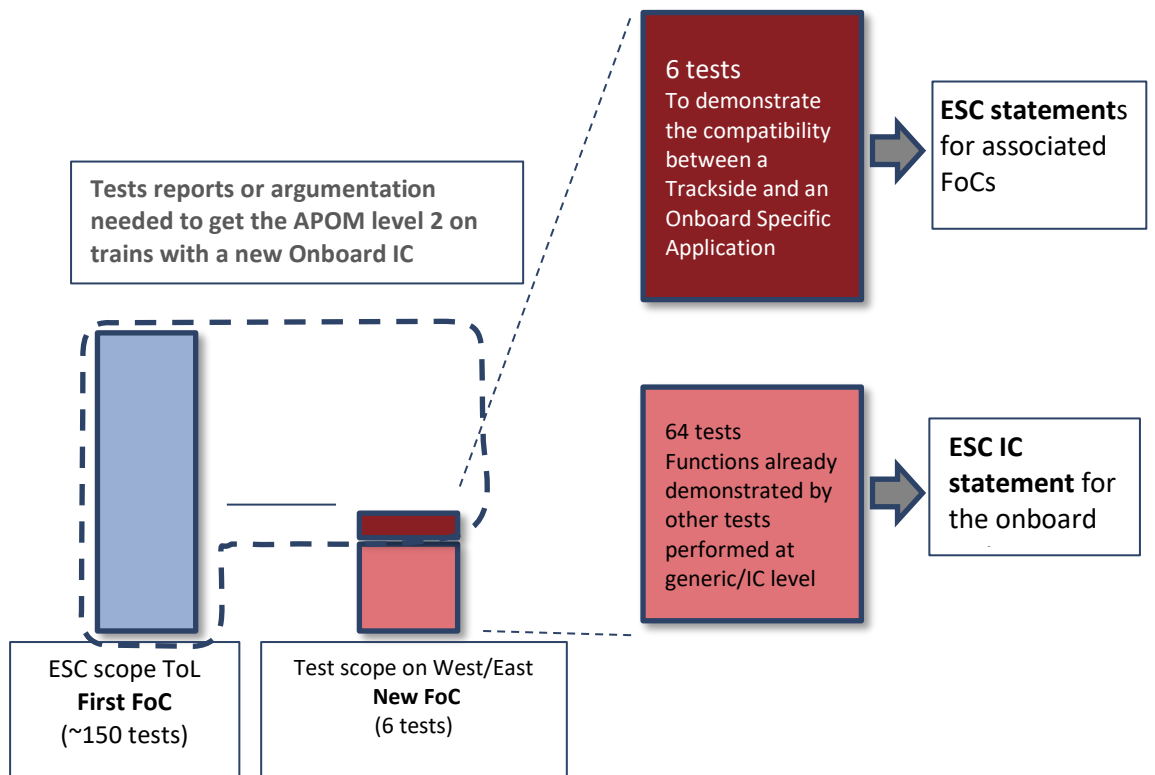 Tests reports or argumentation
needed to get the APOM level 2 on
trains with a new Onboard IC
6 tests
To demonstrate
the compatibility
between a
Trackside and an
Onboard Specific
Application
ESC statements
for associated
FoCs
64 tests
Functions already
demonstrated by
other tests
performed at
generic/IC level
ESC IC
statement for
the onboard
ESC scope ToL
First FoC
(~150 tests)
Test scope on West/East
New FoC
(6 tests)